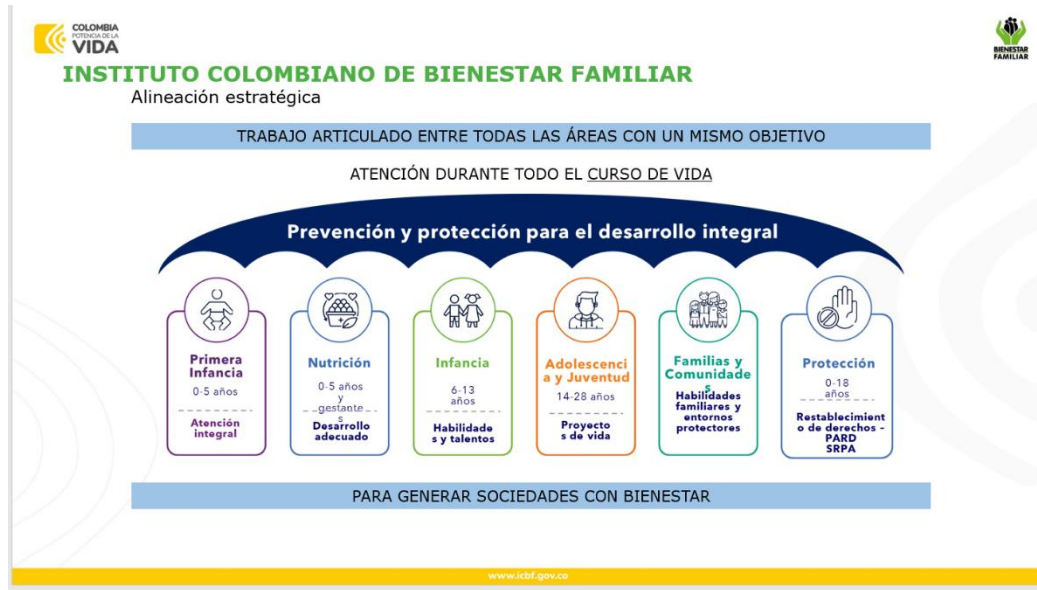 COLOMBIA
POTENCIA DE LA
VIDA
BIENESTAR
FAMILIAR
INSTITUTO COLOMBIANO DE BIENESTAR FAMILIAR
Alineación estratégica
TRABAJO ARTICULADO ENTRE TODAS LAS ÁREAS CON UN MISMO OBJETIVO
ATENCIÓN DURANTE TODO EL CURSO DE VIDA
Prevención y protección para el desarrollo integral
Primera
Infancia
0-5 años
Atención
integral
Nutrición
0-5 años
y
gestante
s
Desarrollo
adecuado
Infancia
6-13
años
Habilidade
s y talentos
Adolescenci
a y Juventud
14-28 años
Proyecto
s de vida
Familias y
Comunidade
s
Habilidades
familiares y
entornos
protectores
Protección
0-18
años
Restablecimient
o de derechos –
PARD
SRPA
PARA GENERAR SOCIEDADES CON BIENESTAR
www.icbf.gov.co